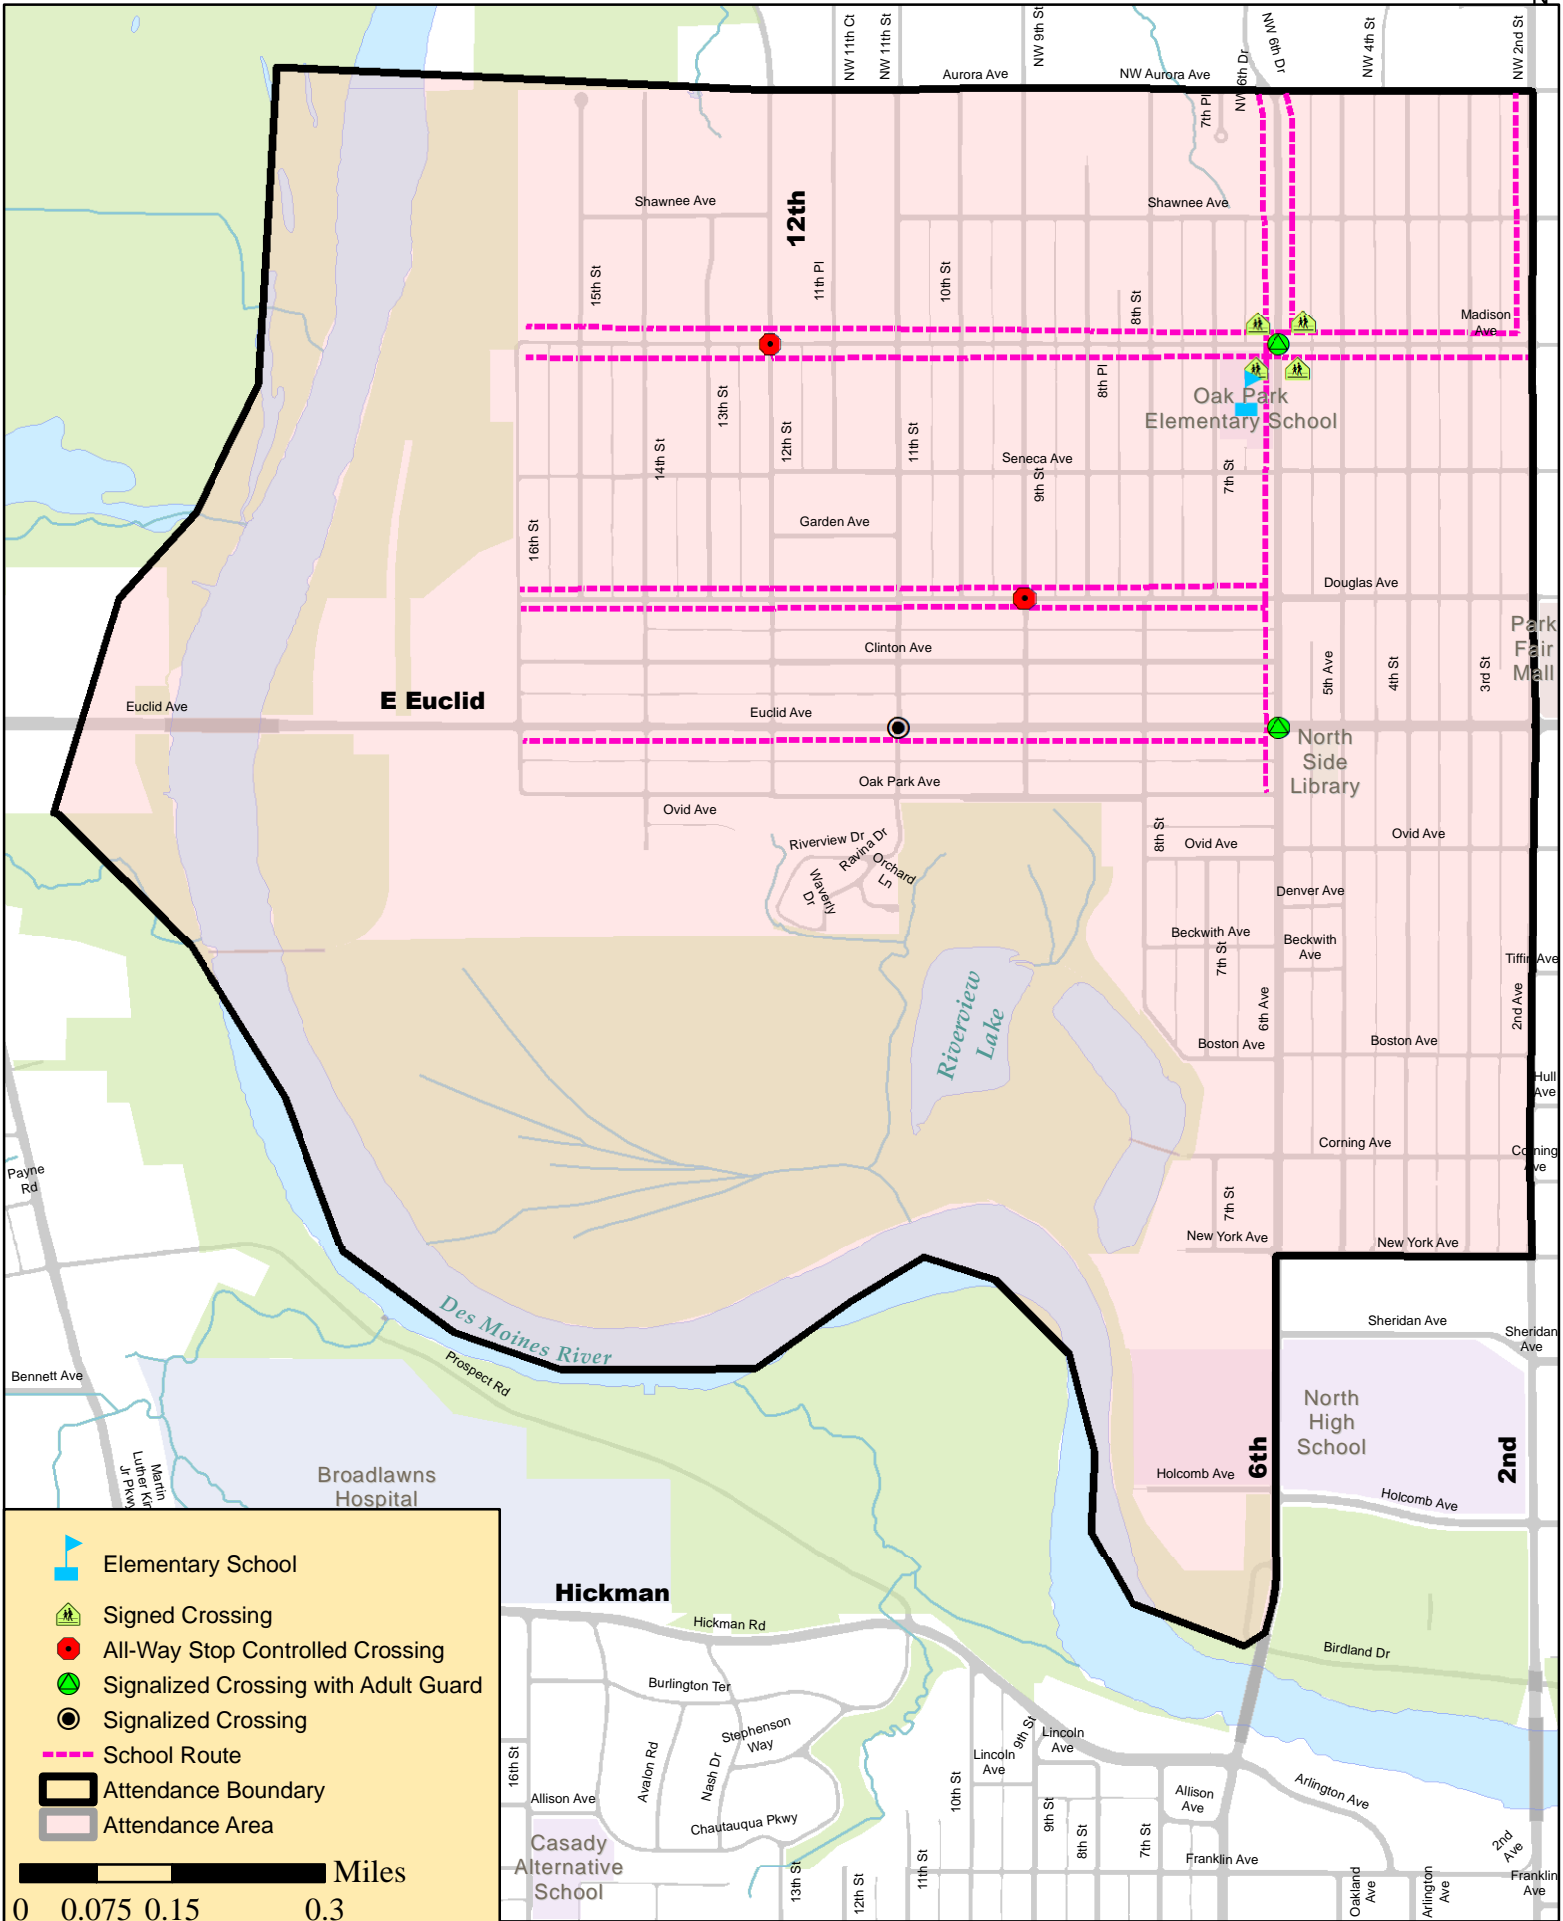 N
NW 11th Ct
NW 11th St
NW 9th St
NW 6th Dr
NW 6th Dr
NW 4th St
NW 2nd St
Aurora Ave
NW Aurora Ave
7th Pl
Shawnee Ave
12th
Shawnee Ave
15th St
11th Pl
10th St
8th St
Madison
Ave
13th St
8th Pl
Oak Park
Elementary School
14th St
12th St
11th St
Seneca Ave
9th St
7th St
16th St
Garden Ave
Douglas Ave
Clinton Ave
Park
Fair
Mall
5th Ave
4th St
3rd St
E Euclid
Euclid Ave
Euclid Ave
North
Side
Library
Oak Park Ave
Ovid Ave
Riverview Dr
Ravina Dr
Orchard
Ln
Waverly
Dr
8th St
Ovid Ave
Ovid Ave
Denver Ave
Beckwith Ave
Beckwith
Ave
7th St
Tiffin Ave
6th Ave
2nd Ave
Riverview
Lake
Boston Ave
Boston Ave
Hull
Ave
Corning Ave
Corning
Ave
Payne
Rd
7th St
New York Ave
New York Ave
Des Moines River
Prospect Rd
Sheridan Ave
Sheridan
Ave
Bennett Ave
North
High
School
6th
2nd
Martin
Luther Kin
Jr Pkwy
Broadlawns
Hospital
Holcomb Ave
Holcomb Ave
Elementary School
Signed Crossing
All-Way Stop Controlled Crossing
Signalized Crossing with Adult Guard
Signalized Crossing
School Route
Attendance Boundary
Attendance Area
Miles
0 0.075 0.15 0.3
Hickman
Hickman Rd
Birdland Dr
Burlington Ter
Stephenson
Way
16th St
Avalon Rd
Nash Dr
9th St
Lincoln
Ave
Lincoln
Ave
Allison Ave
Chautauqua Pkwy
10th St
Allison
Ave
Arlington Ave
Casady
Alternative
School
9th St
8th St
7th St
2nd
Ave
13th St
12th St
11th St
Franklin Ave
Oakland
Ave
Arlington
Ave
Franklin
Ave